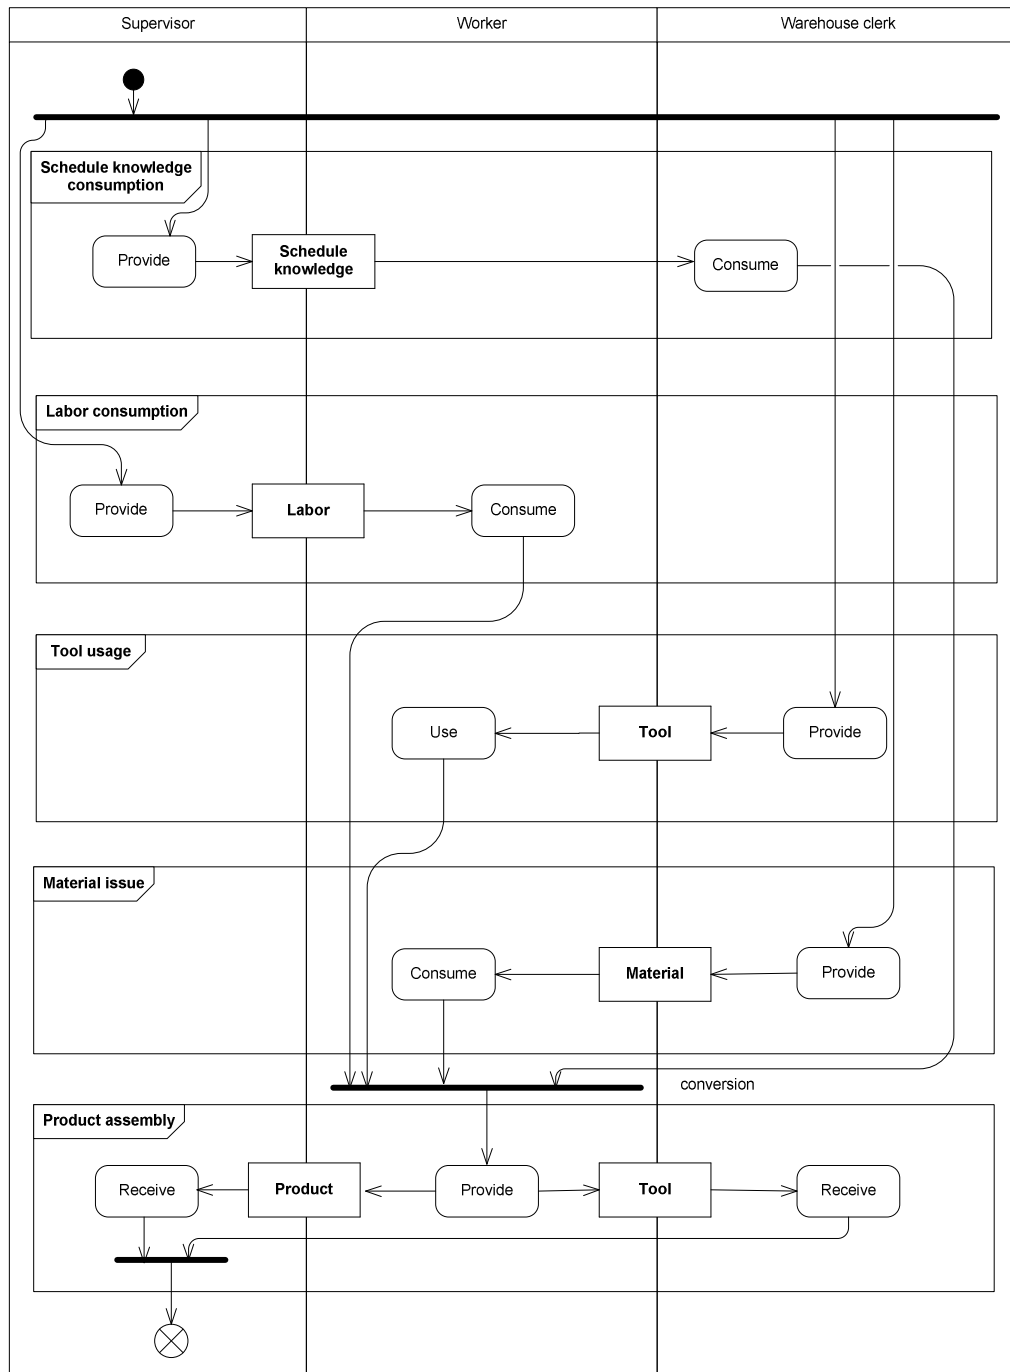 Supervisor
Worker
Warehouse clerk
Schedule knowledge
consumption
Provide
Schedule
knowledge
Consume
Labor consumption
Provide
Labor
Consume
Tool usage
Use
Tool
Provide
Material issue
Consume
Material
Provide
conversion
Product assembly
Receive
Product
Provide
Tool
Receive